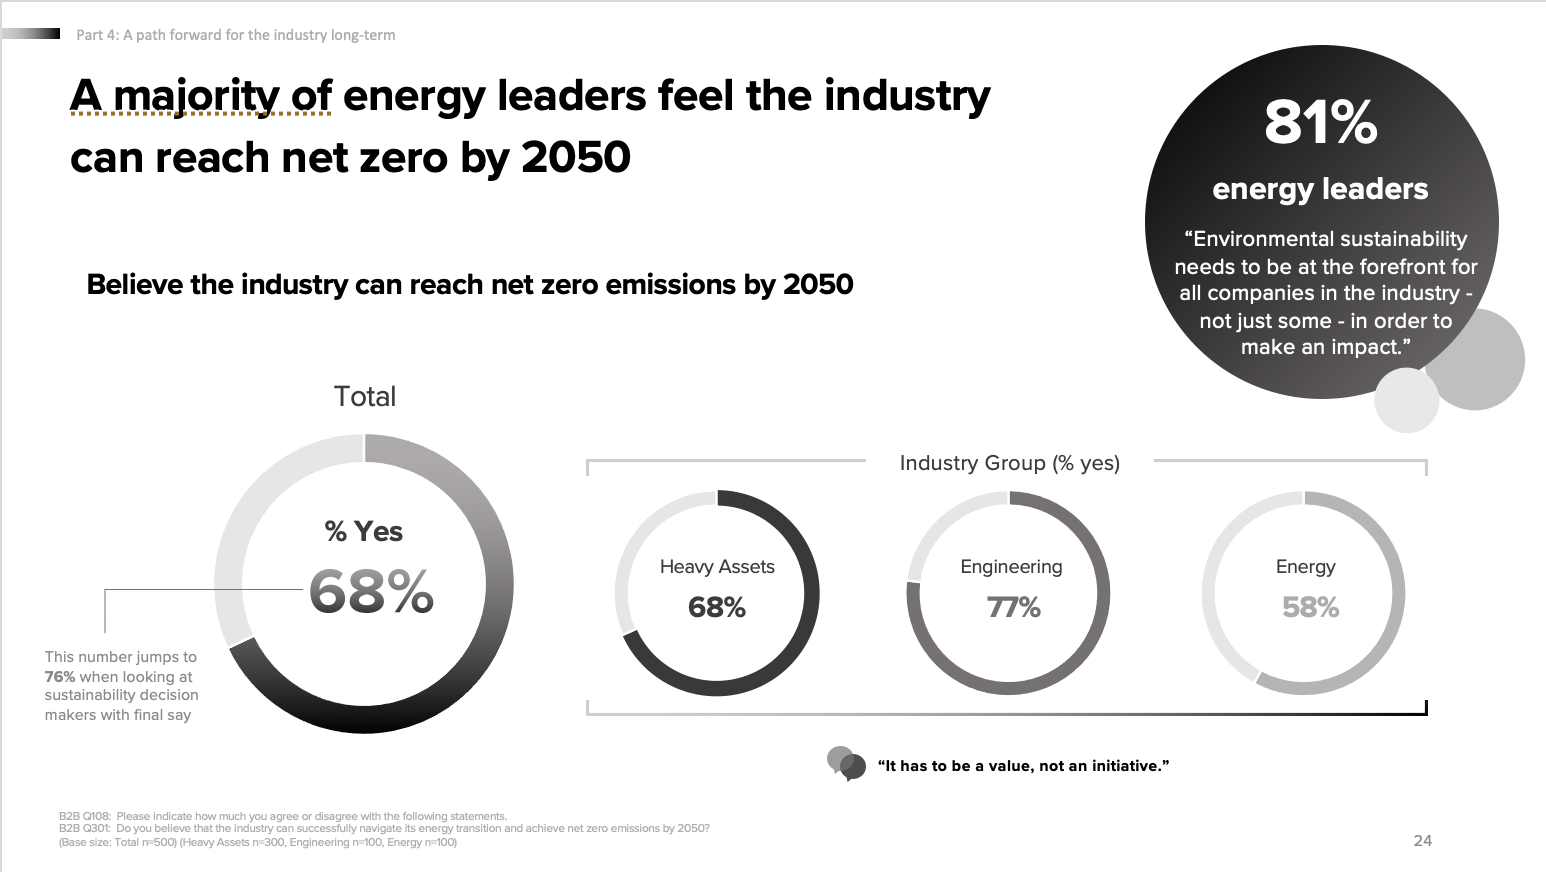 Part 4: A path forward for the industry long-term
A majority of energy leaders feel the industry
can reach net zero by 2050
81%
energy leaders
“Environmental sustainability
needs to be at the forefront for
all companies in the industry -
not just some - in order to
make an impact.”
Believe the industry can reach net zero emissions by 2050
Total
% Yes
68%
This number jumps to
76% when looking at
sustainability decision
makers with final say
Industry Group (% yes)
Heavy Assets
68%
Engineering
77%
Energy
58%
“It has to be a value, not an initiative.”
B2B Q108:  Please indicate how much you agree or disagree with the following statements.
B2B Q301:  Do you believe that the industry can successfully navigate its energy transition and achieve net zero emissions by 2050?
(Base size: Total n=500) (Heavy Assets n=300, Engineering n=100, Energy n=100)
24